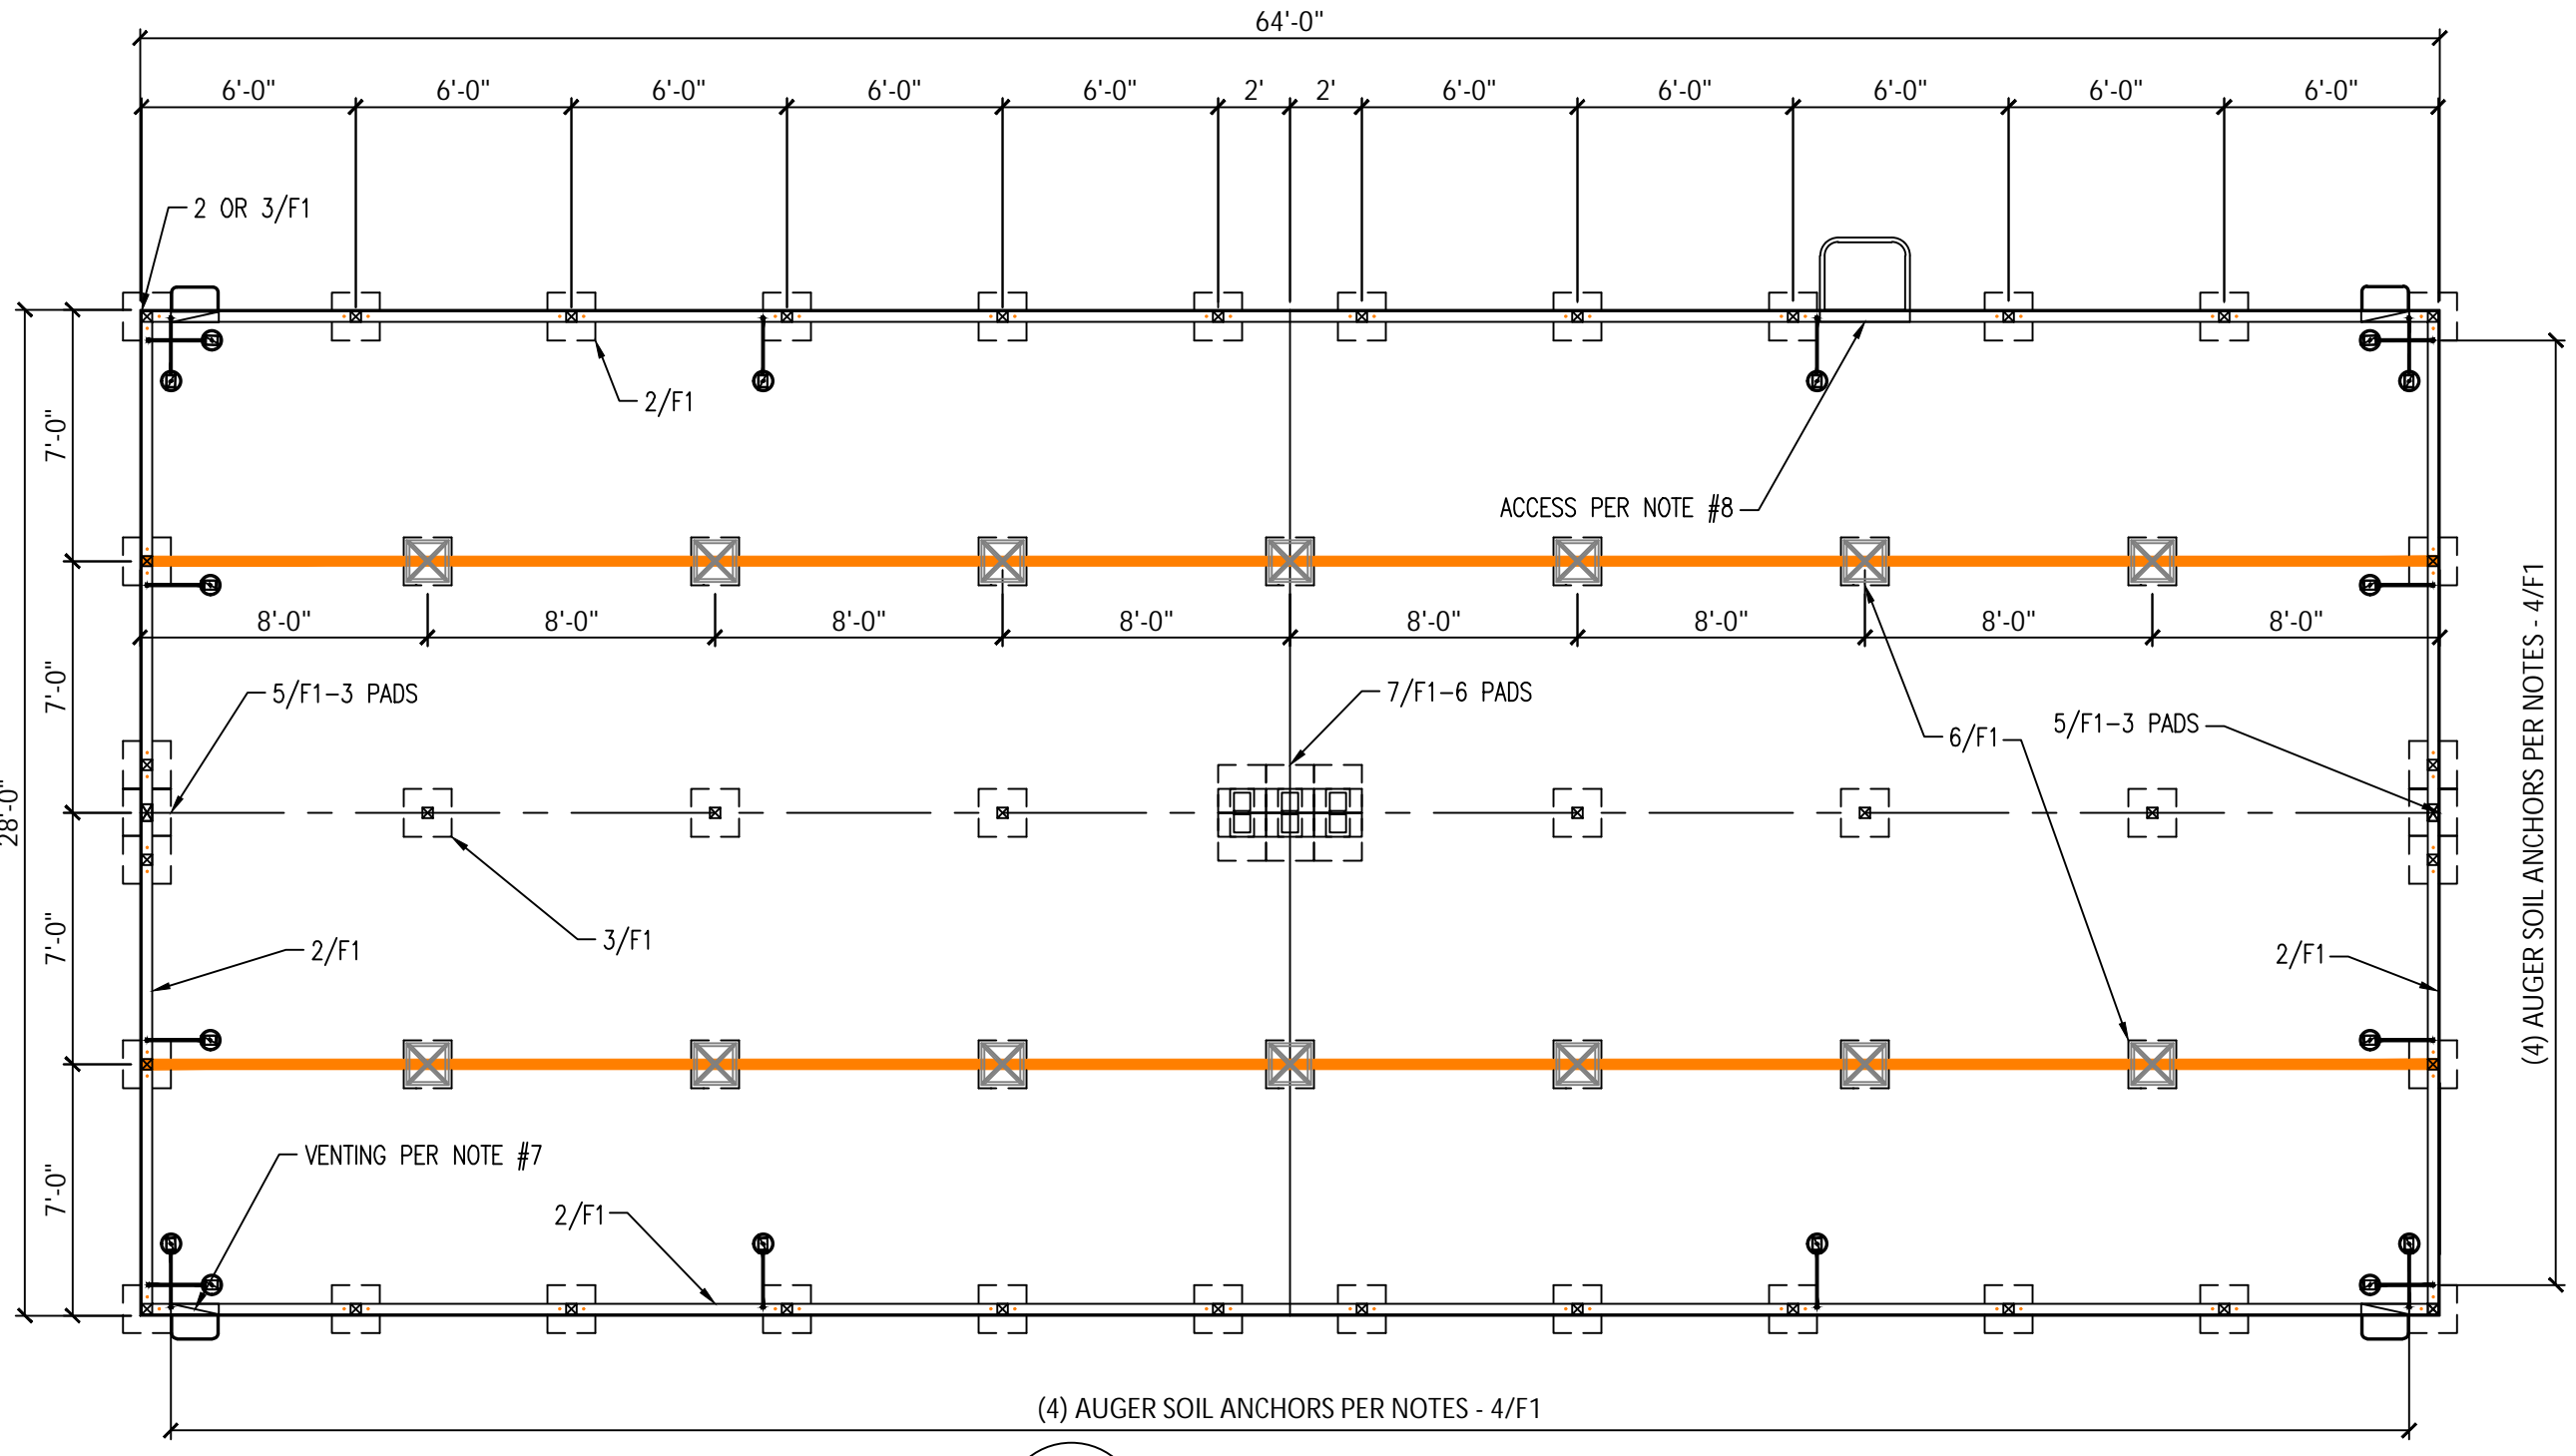 64'-0"
6'-0" 6'-0" 6'-0" 6'-0" 6'-0" 2' 2' 6'-0" 6'-0" 6'-0" 6'-0" 6'-0"
2 OR 3/F1
2/F1
7'-0"
ACCESS PER NOTE #8
8'-0" 8'-0" 8'-0" 8'-0" 8'-0" 8'-0" 8'-0" 8'-0"
7'-0"
5/F1-3 PADS
7/F1-6 PADS
6/F1
5/F1-3 PADS
(4) AUGER SOIL ANCHORS PER NOTES - 4/F1
28'-0"
3/F1
7'-0"
2/F1
2/F1
VENTING PER NOTE #7
7'-0"
2/F1
(4) AUGER SOIL ANCHORS PER NOTES - 4/F1